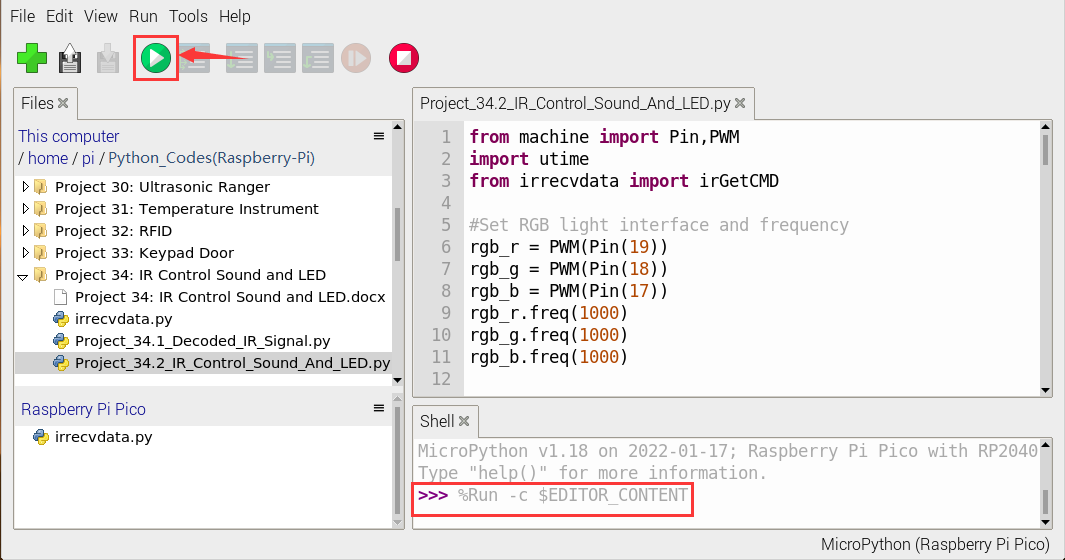 File Edit View Run Tools Help
Files
This computer
/ home / pi / Python_Codes(Raspberry-Pi)
Project 30: Ultrasonic Ranger
Project 31: Temperature Instrument
Project 32: RFID
Project 33: Keypad Door
Project 34: IR Control Sound and LED
Project 34: IR Control Sound and LED.docx
irrecvdata.py
Project_34.1_Decoded_IR_Signal.py
Project_34.2_IR_Control_Sound_And_LED.py
Raspberry Pi Pico
irrecvdata.py
Project_34.2_IR_Control_Sound_And_LED.py
1 from machine import Pin,PWM
2 import utime
3 from irrecvdata import irGetCMD
4
5 #Set RGB light interface and frequency
6 rgb_r = PWM(Pin(19))
7 rgb_g = PWM(Pin(18))
8 rgb_b = PWM(Pin(17))
9 rgb_r.freq(1000)
10 rgb_g.freq(1000)
11 rgb_b.freq(1000)
12
Shell
MicroPython v1.18 on 2022-01-17; Raspberry Pi Pico with RP2040
Type "help()" for more information.
>>> %Run -c $EDITOR_CONTENT
MicroPython (Raspberry Pi Pico)